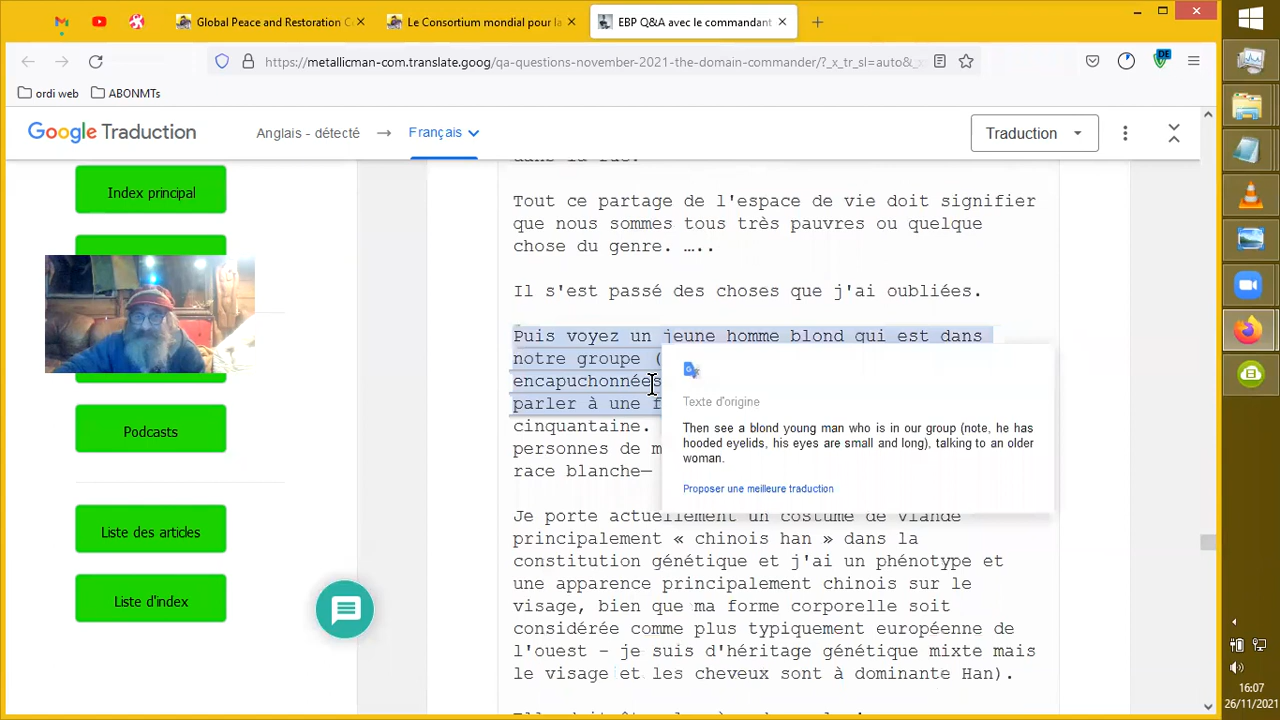 Global Peace and Restoration C
Le Consortium mondial pour la
EBP Q&A avec le commandant
https://metallicman-com.translate.goog/qa-questions-november-2021-the-domain-commander/?_x_tr_sl=auto&_x
DE
ordi web
ABONMTs
Google Traduction
Anglais - détecté
Français
Traduction
Index principal
Podcasts
Liste des articles
Liste d'index
dans la rue.
Tout ce partage de l'espace de vie doit signifier
que nous sommes tous très pauvres ou quelque
chose du genre. …..
Il s'est passé des choses que j'ai oubliées.
Puis voyez un jeune homme blond qui est dans
notre groupe (
encapuchonnées
parler à une f
cinquantaine.
personnes de m
race blanche—
Texte d'origine
Then see a blond young man who is in our group (note, he has
hooded eyelids, his eyes are small and long), talking to an older
woman.
Proposer une meilleure traduction
Je porte actuellement un costume de viande
principalement « chinois han » dans la
constitution génétique et j'ai un phénotype et
une apparence principalement chinois sur le
visage, bien que ma forme corporelle soit
considérée comme plus typiquement européenne de
l'ouest – je suis d'héritage génétique mixte mais
le visage et les cheveux sont à dominante Han).
16:07
26/11/2021